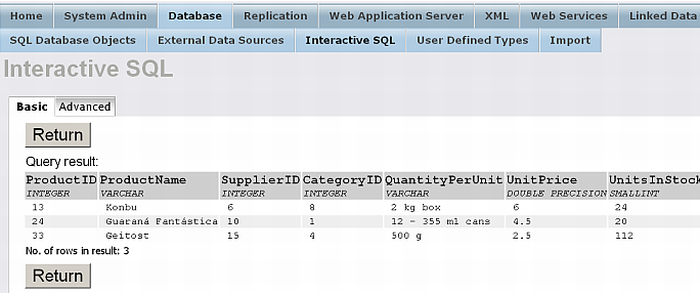 Home System Admin Database Replication Web Application Server XML Web Services Linked Data
SQL Database Objects External Data Sources Interactive SQL User Defined Types Import
Interactive SQL
Basic Advanced
Return
Query result:
ProductID ProductName SupplierID CategoryID QuantityPerUnit UnitPrice UnitsInStock
INTEGER VARCHAR INTEGER INTEGER VARCHAR DOUBLE PRECISION SMALLINT
13 Konbu 6 8 2 kg box 6 24
24 Guaraná Fantástica 10 1 12 - 355 ml cans 4.5 20
33 Geitost 15 4 500 g 2.5 112
No. of rows in result: 3
Return